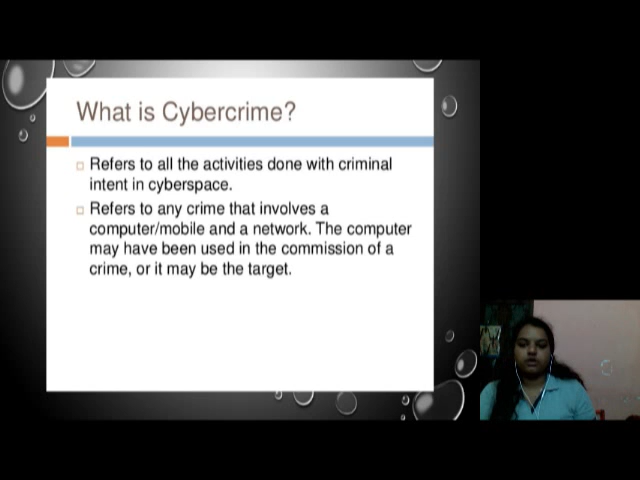 What is Cybercrime?
Refers to all the activities done with criminal
intent in cyberspace.
Refers to any crime that involves a
computer/mobile and a network. The computer
may have been used in the commission of a
crime, or it may be the target.